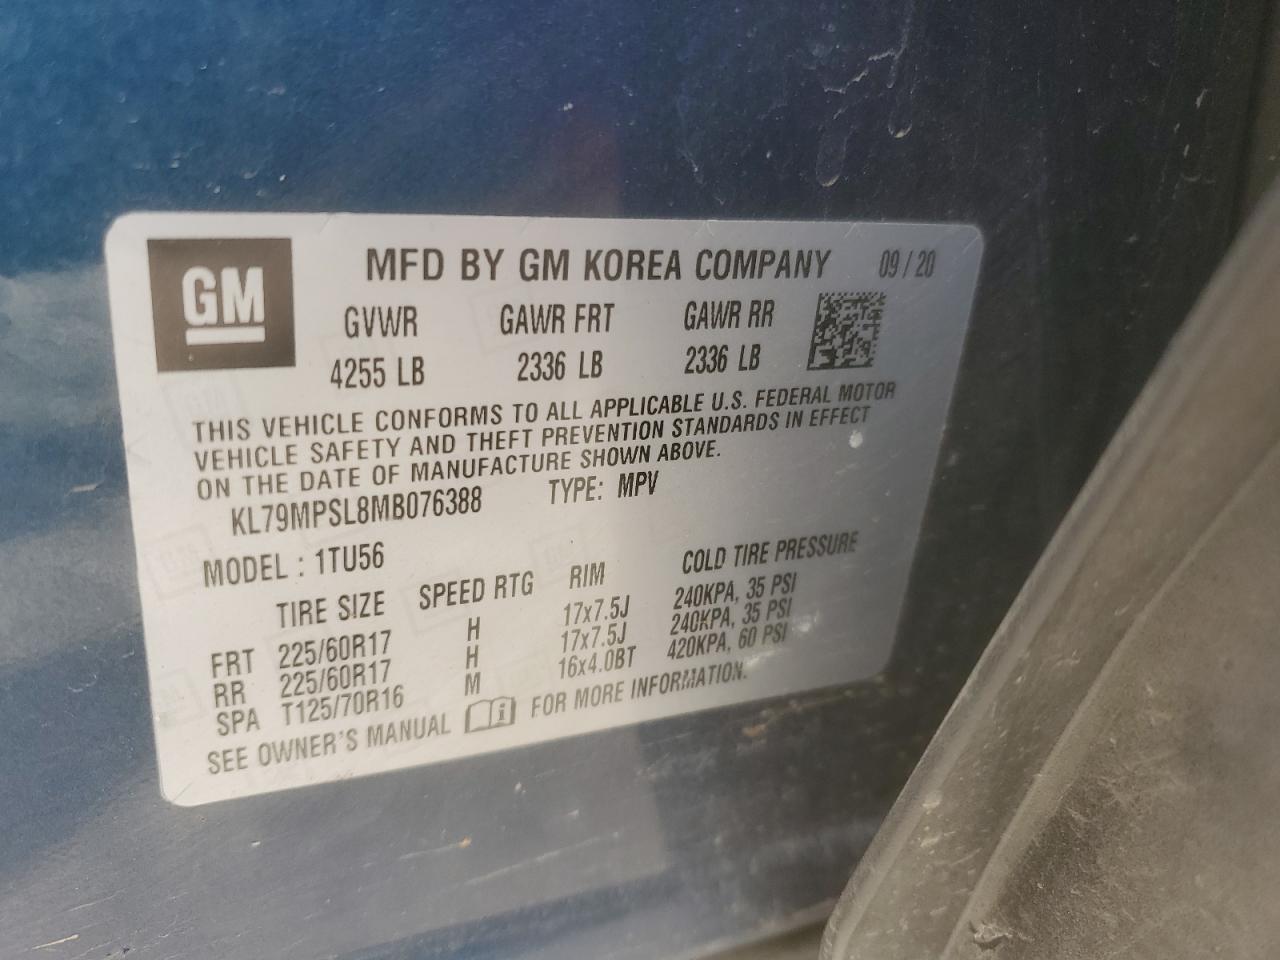 GM
MFD BY GM KOREA COMPANY 09/20
GVWR GAWR FRT GAWR RR
4255 LB 2336 LB 2336 LB
THIS VEHICLE CONFORMS TO ALL APPLICABLE U.S. FEDERAL MOTOR
VEHICLE SAFETY AND THEFT PREVENTION STANDARDS IN EFFECT
ON THE DATE OF MANUFACTURE SHOWN ABOVE.
KL79MPSL8MB076388 TYPE: MPV
MODEL : 1TU56
TIRE SIZE SPEED RTG RIM COLD TIRE PRESSURE
FRT 225/60R17 H 17x7.5J 240KPA, 35 PSI
RR 225/60R17 H 17x7.5J 240KPA, 35 PSI
SPA T125/70R16 M 16x4.0BT 420KPA, 60 PSI
SEE OWNER'S MANUAL i FOR MORE INFORMATION.